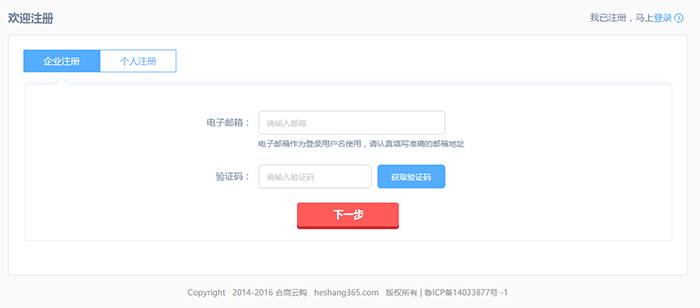 欢迎注册
我已注册，马上登录
企业注册 个人注册
电子邮箱： 请输入邮箱
电子邮箱作为登录用户名使用，请认真填写准确的邮箱地址
验证码： 请输入验证码 获取验证码
下一步
Copyright 2014-2016 合商云购 heshang365.com 版权所有 | 鲁ICP备14033877号 -1